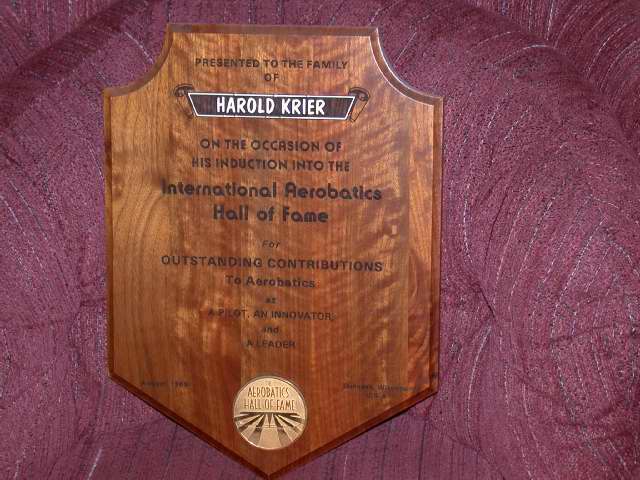 PRESENTED TO THE FAMILY
OF
HAROLD KRIER
ON THE OCCASION OF
HIS INDUCTION INTO THE
International Aerobatics
Hall of Fame
For
OUTSTANDING CONTRIBUTIONS
To Aerobatics
as
A PILOT, AN INNOVATOR,
and
A LEADER
August
AEROBATICS
HALL OF FAME